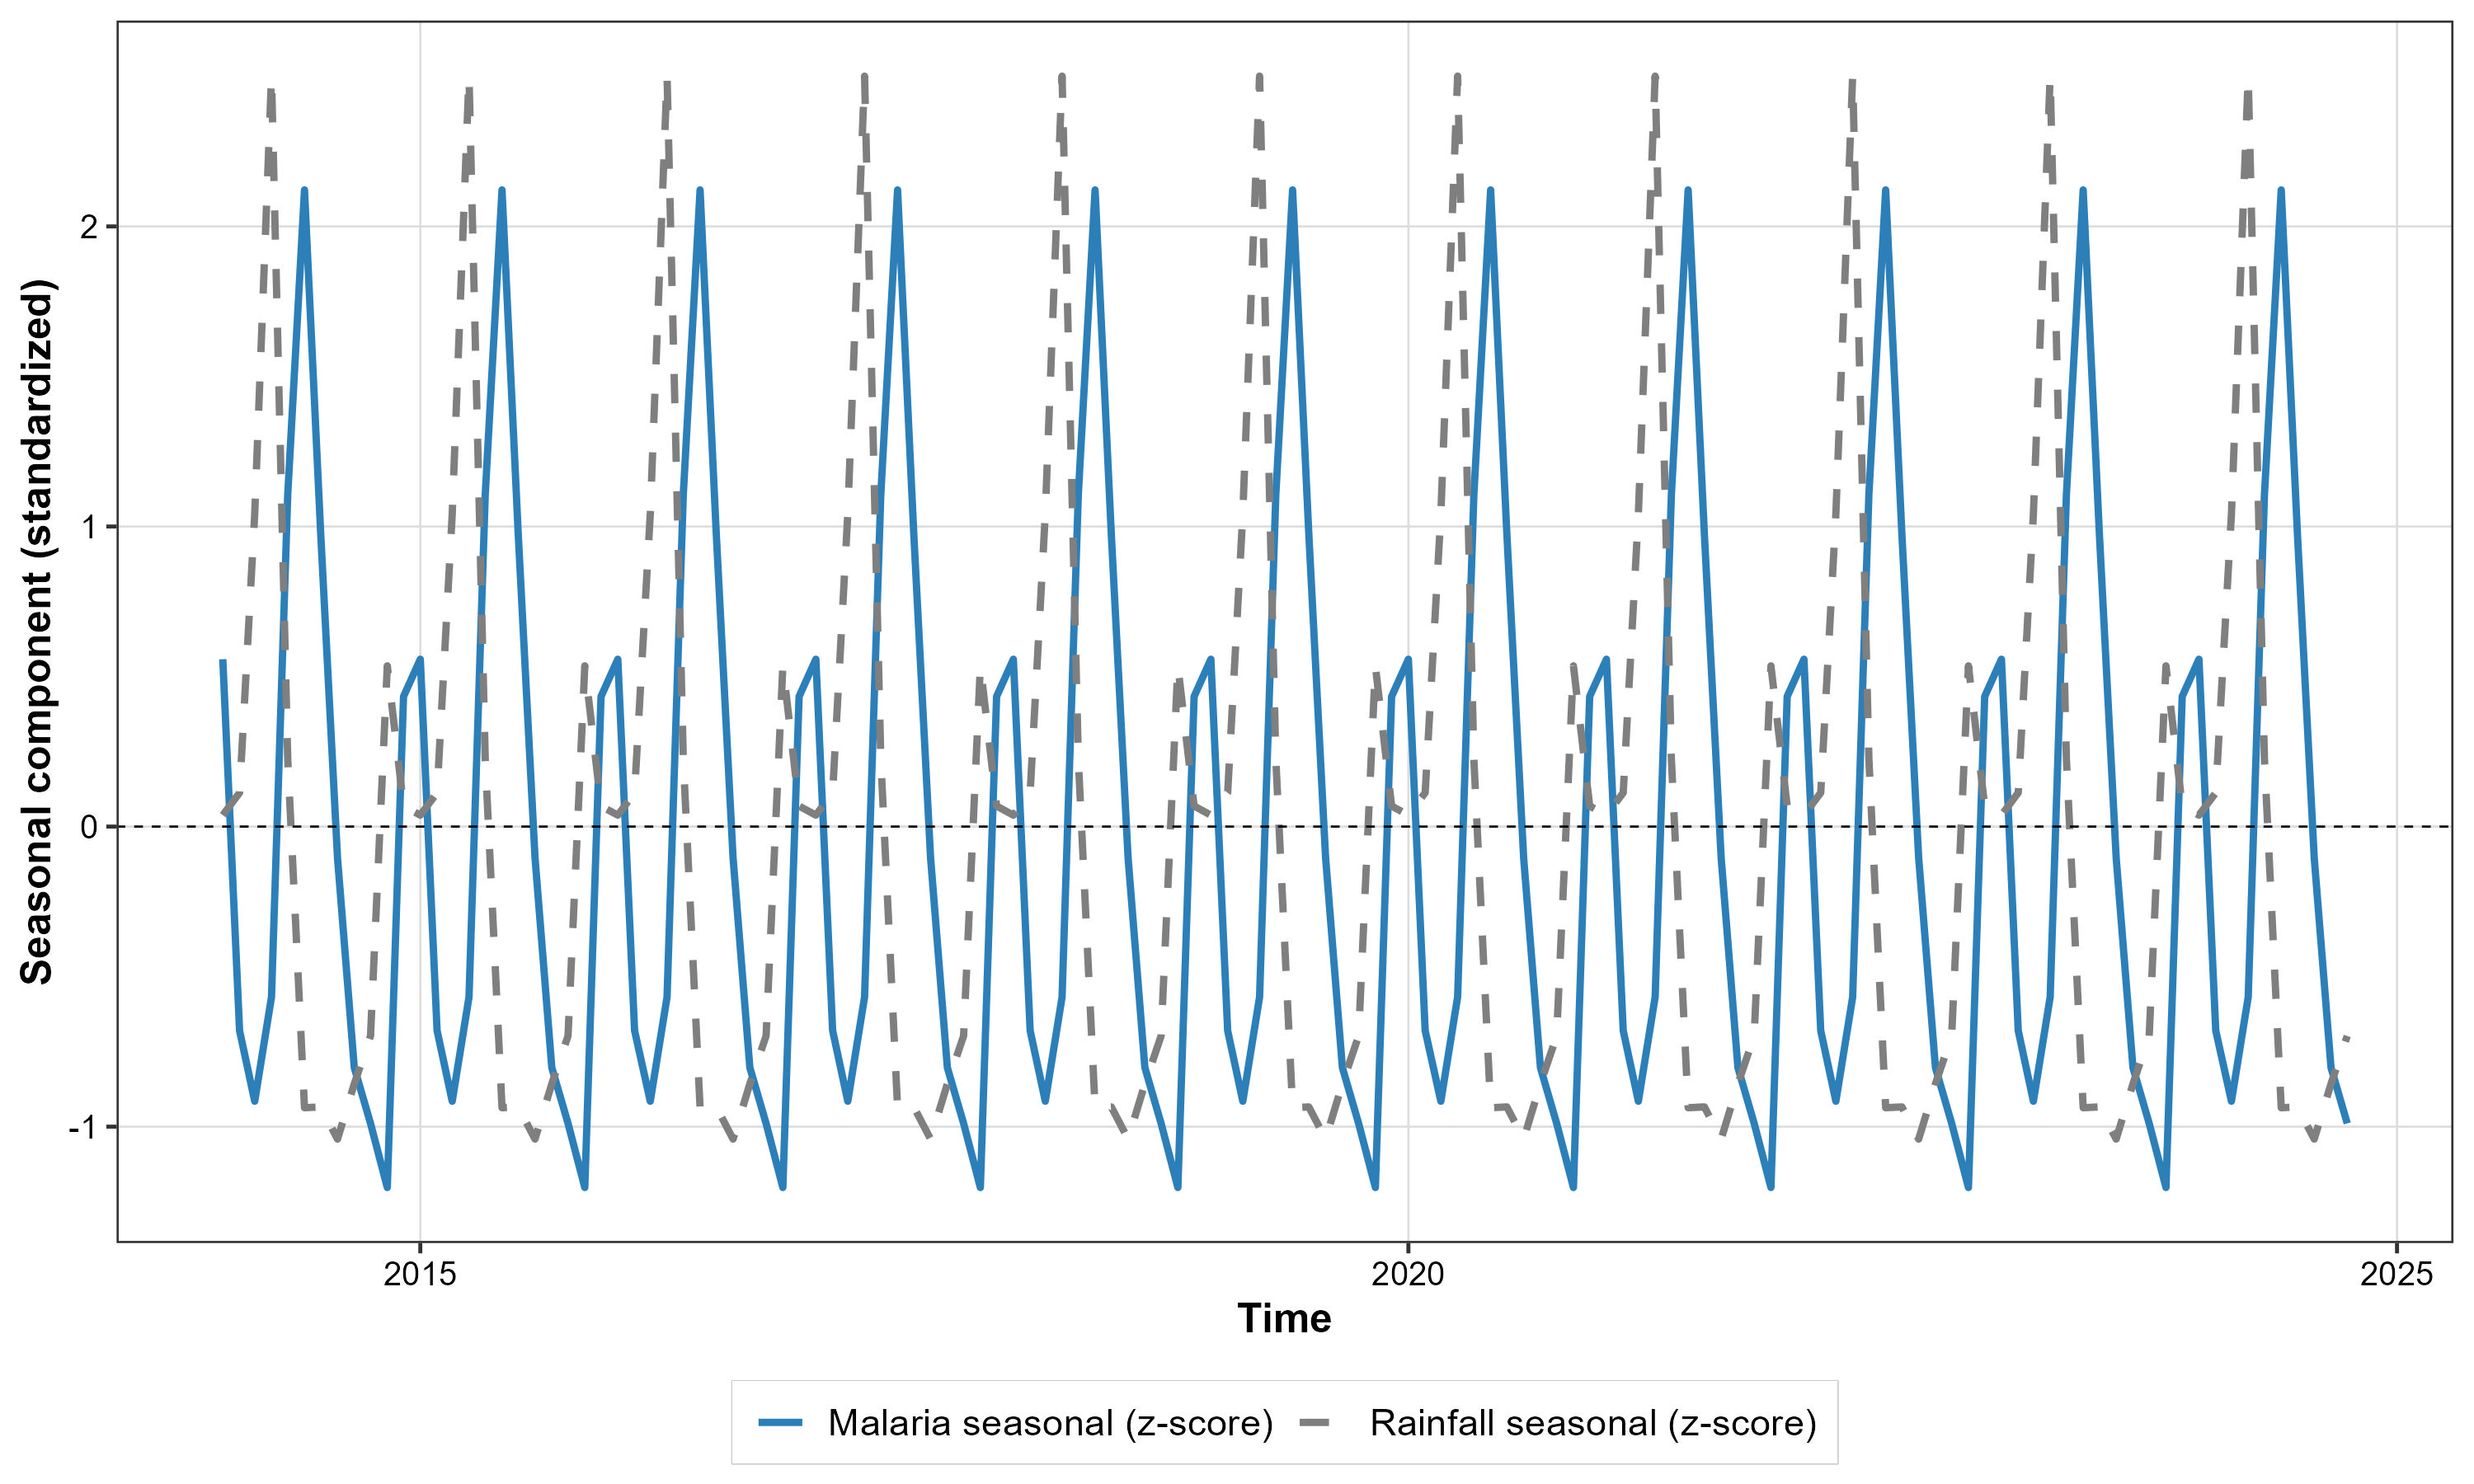 Seasonal component (standardized)
2
1
0
-1
2015
2020
2025
Time
Malaria seasonal (z-score)
Rainfall seasonal (z-score)